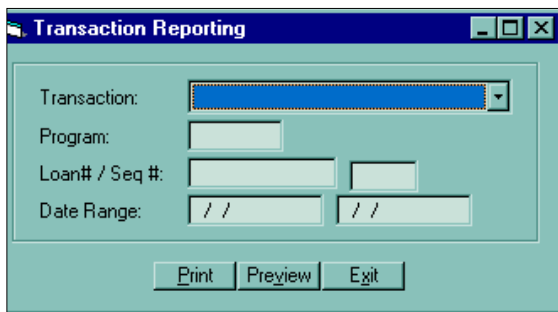 Transaction Reporting
Transaction:
Program:
Loan# / Seq #:
Date Range: / / / /
Print Preview Exit